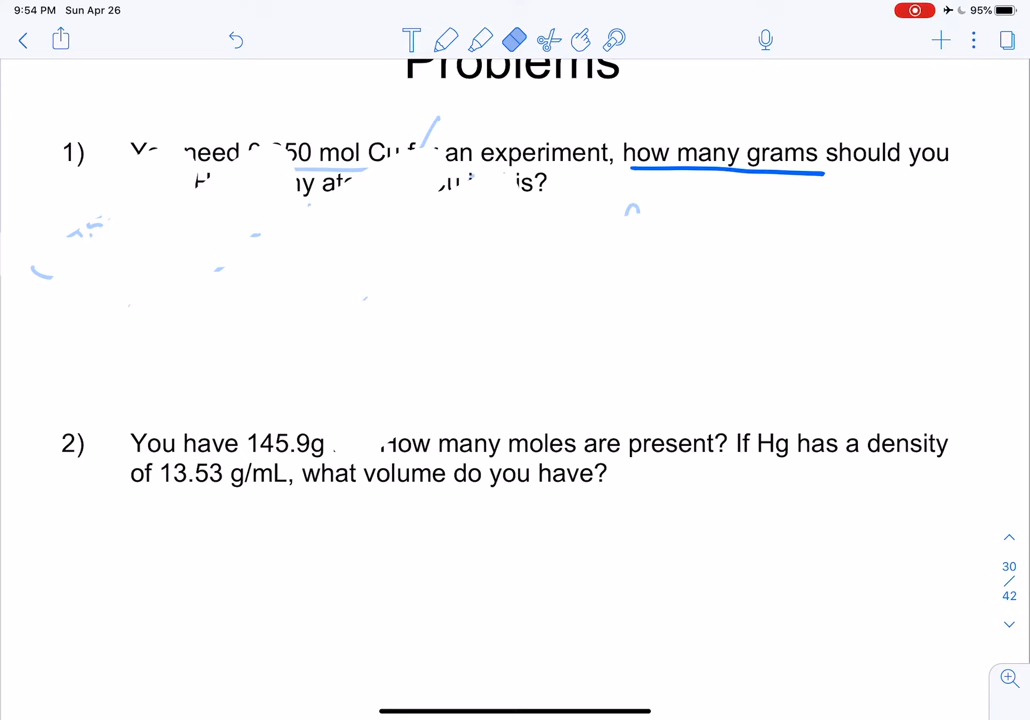 9:54 PM Sun Apr 26
95%
Problems
1) need 50 mol Cu an experiment, how many grams should you
is?
2) You have 145.9g How many moles are present? If Hg has a density
of 13.53 g/mL, what volume do you have?
30
42